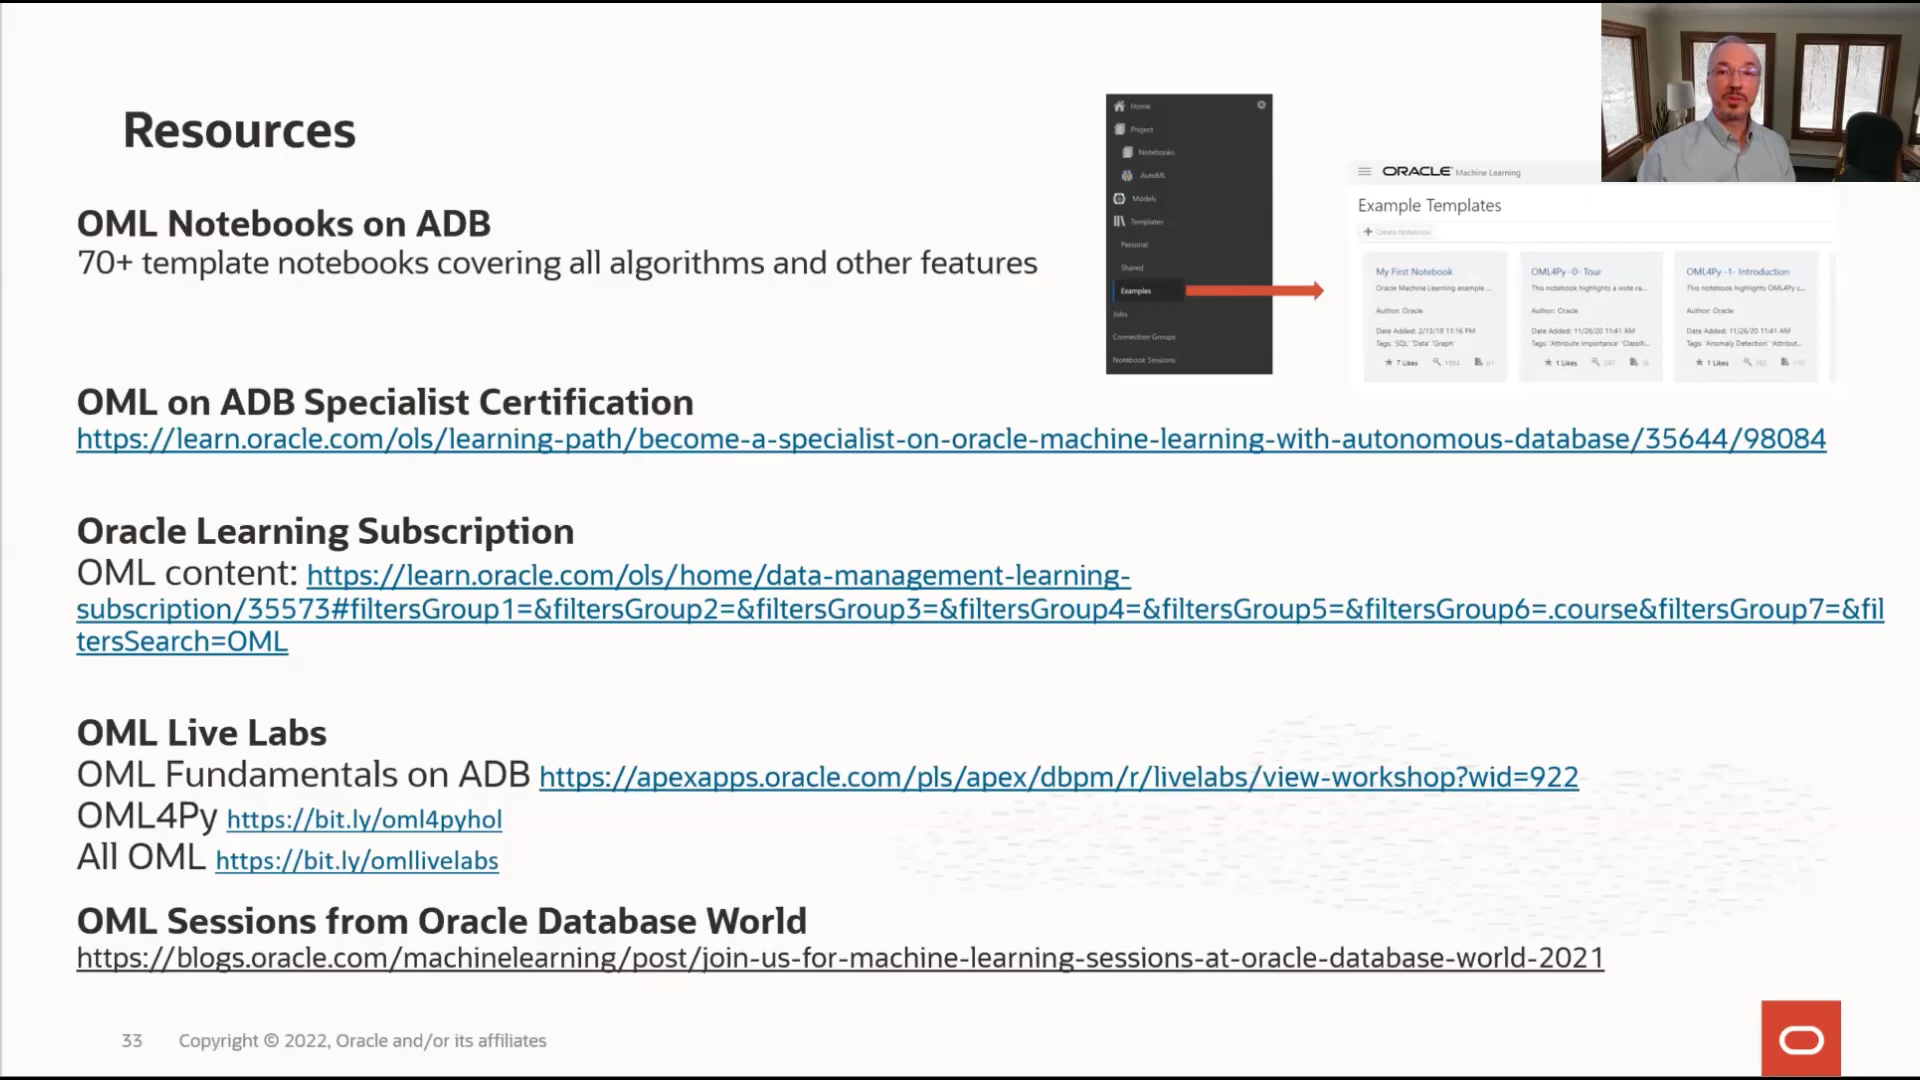 Resources
OML Notebooks on ADB
70+ template notebooks covering all algorithms and other features
Home
Project
Notebooks
AutoML
Models
Templates
Personal
Shared
Examples
Jobs
Connection Groups
Notebook Sessions
ORACLE Machine Learning
Example Templates
Create Notebook
My First Notebook
Oracle Machine Learning example ...
Author: Oracle
Date Added: 2/13/18 11:16 PM
Tags: 'SQL' 'Data' 'Graph'
7 Likes
OML4Py -0- Tour
This notebook highlights a wide ra...
Author: Oracle
Date Added: 11/26/20 11:41 AM
Tags: 'Attribute Importance' 'Classifi...
1 Likes
OML4Py -1- Introduction
This notebook highlights OML4Py c...
Author: Oracle
Date Added: 11/26/20 11:41 AM
Tags: 'Anomaly Detection' 'Attribut...
1 Likes
OML on ADB Specialist Certification
https://learn.oracle.com/ols/learning-path/become-a-specialist-on-oracle-machine-learning-with-autonomous-database/35644/98084
Oracle Learning Subscription
OML content: https://learn.oracle.com/ols/home/data-management-learning-
subscription/35573#filtersGroup1=&filtersGroup2=&filtersGroup3=&filtersGroup4=&filtersGroup5=&filtersGroup6=.course&filtersGroup7=&fil
tersSearch=OML
OML Live Labs
OML Fundamentals on ADB https://apexapps.oracle.com/pls/apex/dbpm/r/livelabs/view-workshop?wid=922
OML4Py https://bit.ly/oml4pyhol
All OML https://bit.ly/omllivelabs
OML Sessions from Oracle Database World
https://blogs.oracle.com/machinelearning/post/join-us-for-machine-learning-sessions-at-oracle-database-world-2021
33 Copyright © 2022, Oracle and/or its affiliates